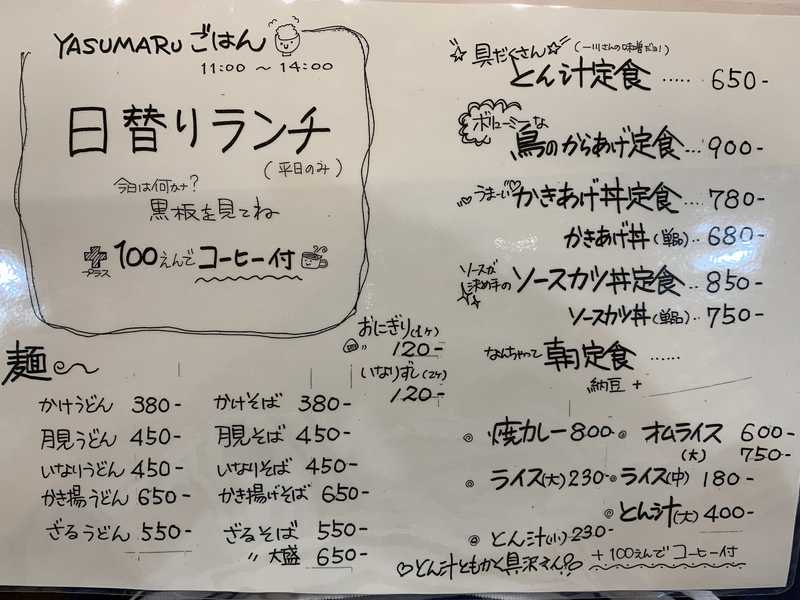 YASUMARU ごはん
11:00 〜 14:00
日替りランチ
(平日のみ)
今日は何かナ?
黒板を見てね
プラス 100えんで コーヒー付
麺
かけうどん 380-
月見うどん 450-
いなりうどん 450-
かき揚うどん 650-
ざるうどん 550-
かけそば 380-
月見そば 450-
いなりそば 450-
かき揚げそば 650-
ざるそば 550-
〃 大盛 650-
おにぎり(1ヶ)
120-
いなりずし(2ヶ)
120-
具だくさん (一川さんの味噌だョ!)
とん汁定食 ····· 650-
ボリューミーな
鳥のからあげ定食 ... 900-
うまーい かきあげ丼定食 ... 780-
かきあげ丼(単品).. 680-
ソースが
決め手の ソースカツ丼定食 ... 850-
ソースカツ丼(単品) ... 750-
なんちゃって 朝定食 ......
納豆 +
◎ 焼カレー 800-
◎ オムライス 600-
(大) 750-
◎ ライス(大) 230-
◎ ライス(中) 180-
◎ とん汁(大) 400-
◎ とん汁(小) 230-
♡とん汁ともかく具沢さん!
+100えんで コーヒー付